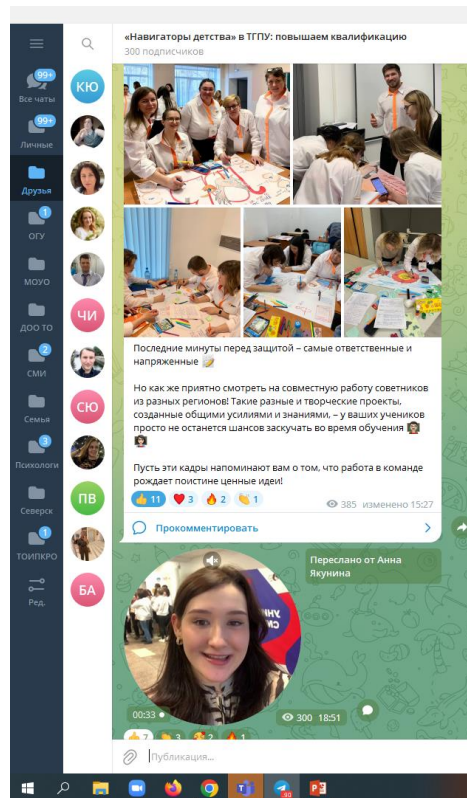 «Навигаторы детства» в ТГПУ: повышаем квалификацию
300 подписчиков
99+
Все чаты
99+
Личные
Друзья
1
ОГУ
МОУО
ДОО ТО
2
СМИ
Семья
3
Психологи
Северск
1
ТОИПКРО
Ред.
КЮ
ЧИ
СЮ
ПВ
БА
Последние минуты перед защитой – самые ответственные и
напряженные 📝
Но как же приятно смотреть на совместную работу советников
из разных регионов! Такие разные и творческие проекты,
созданные общими усилиями и знаниями, – у ваших учеников
просто не останется шансов заскучать во время обучения 👩🏻‍🏫
👩🏻‍🏫
Пусть эти кадры напоминают вам о том, что работа в команде
рождает поистине ценные идеи!
👍 11 ❤ 3 🔥 2 👏 1 385 изменено 15:27
Прокомментировать
Переслано от Анна
Якунина
00:33 300 18:51
👍 7 👏 3 🥰 2 🔥 1
Публикация...